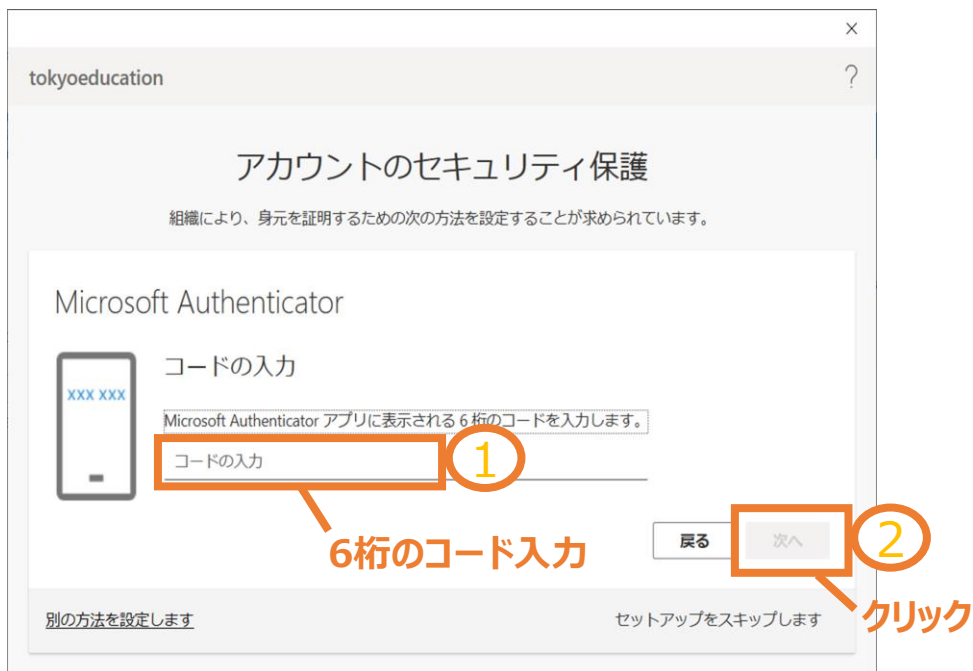 ×
tokyoeducation
?
アカウントのセキュリティ保護
組織により、身元を証明するための次の方法を設定することが求められています。
Microsoft Authenticator
コードの入力
XXX XXX
Microsoft Authenticator アプリに表示される 6 桁のコードを入力します。
コードの入力
1
6桁のコード入力
戻る
次へ
2
クリック
別の方法を設定します
セットアップをスキップします